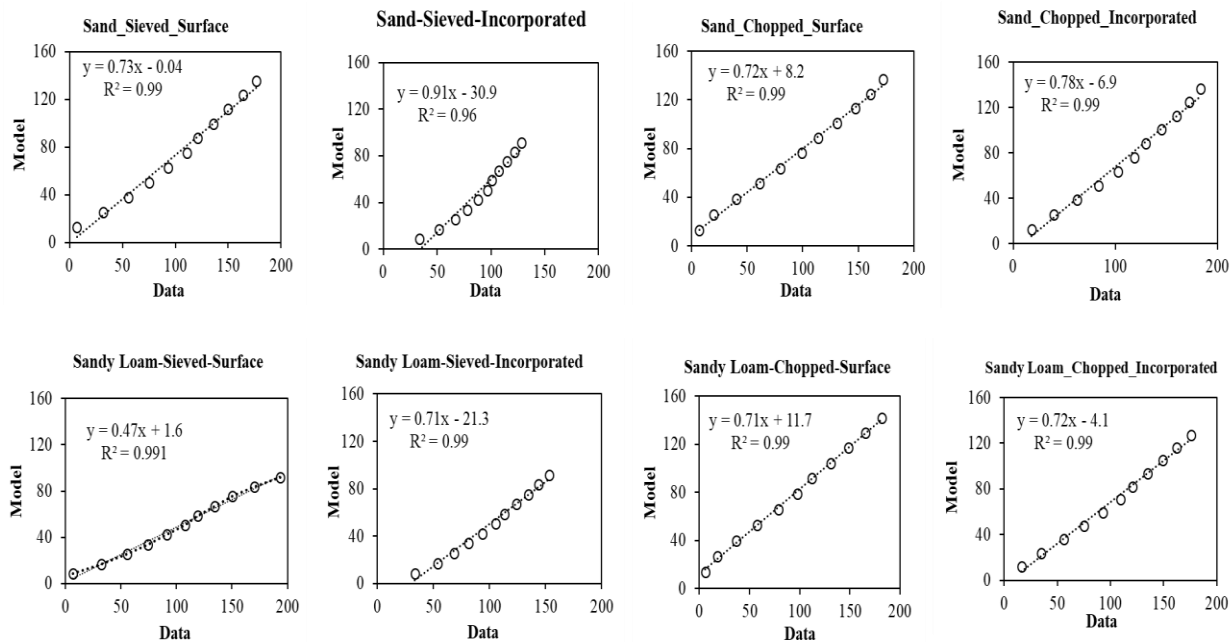 Sand_Sieved_Surface
160
120
80
40
0
Model
y = 0.73x - 0.04
R² = 0.99
0 50 100 150 200
Data
Sand-Sieved-Incorporated
160
120
80
40
0
Model
y = 0.91x - 30.9
R² = 0.96
0 50 100 150 200
Data
Sand_Chopped_Surface
160
120
80
40
0
Model
y = 0.72x + 8.2
R² = 0.99
0 50 100 150 200
Data
Sand_Chopped_Incorporated
160
120
80
40
0
Model
y = 0.78x - 6.9
R² = 0.99
0 50 100 150 200
Data
Sandy Loam-Sieved-Surface
160
120
80
40
0
Model
y = 0.47x + 1.6
R² = 0.991
0 50 100 150 200
Data
Sandy Loam-Sieved-Incorporated
160
120
80
40
0
Model
y = 0.71x - 21.3
R² = 0.99
0 50 100 150 200
Data
Sandy Loam-Chopped-Surface
160
120
80
40
0
Model
y = 0.71x + 11.7
R² = 0.99
0 50 100 150 200
Data
Sandy Loam_Chopped_Incorporated
160
120
80
40
0
Model
y = 0.72x - 4.1
R² = 0.99
0 50 100 150 200
Data